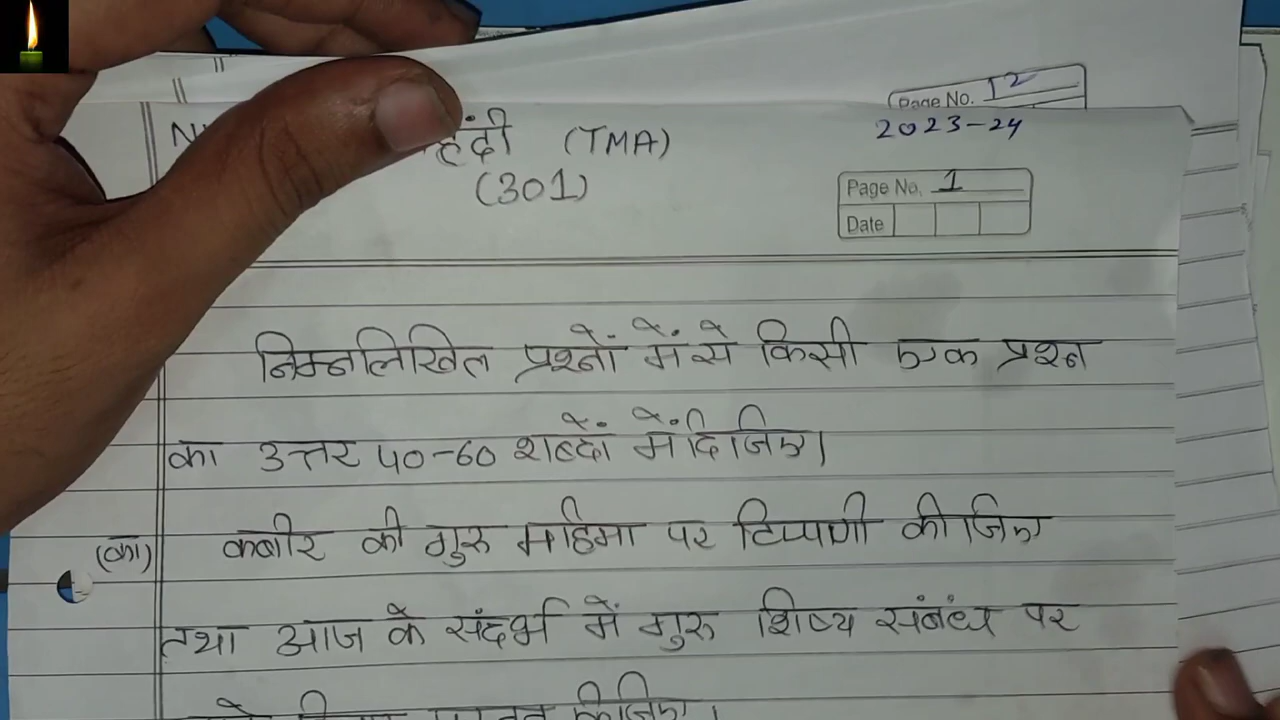 Page No. 12
2023-24
हिंदी (TMA)
(301)
Page No. 1
Date
निम्नलिखित प्रश्नों में से किसी एक प्रश्न
का उत्तर 40-60 शब्दों में दिजिए।
(का) कबीर की गुरु महिमा पर टिप्पणी कीजिए
तथा आज के संदर्भ में गुरु शिष्य संबंध पर
कीजिए।